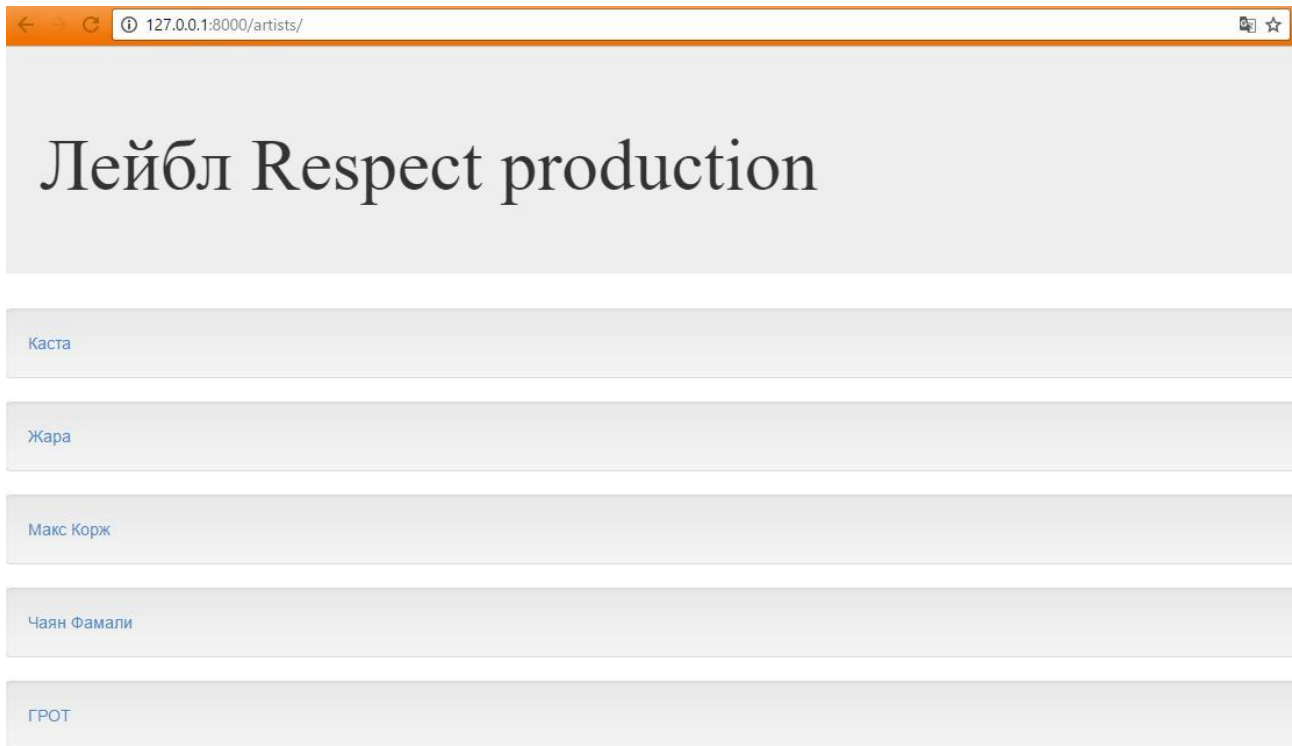 127.0.0.1:8000/artists/
Лейбл Respect production
Каста
Жара
Макс Корж
Чаян Фамали
ГРОТ